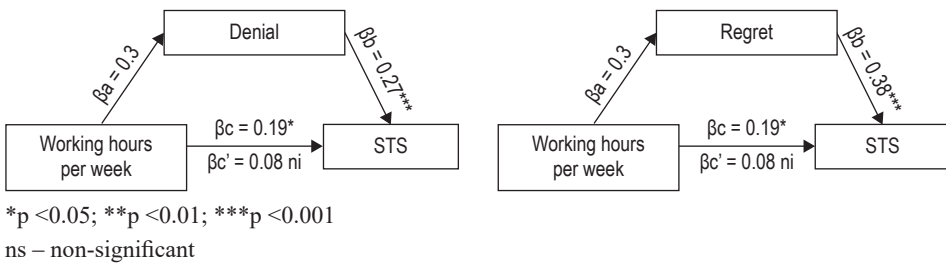 Denial
βa = 0.3
βb = 0.27***
Working hours
per week
βc = 0.19*
βc’ = 0.08 ni
STS
Regret
βa = 0.3
βb = 0.38***
Working hours
per week
βc = 0.19*
βc’ = 0.08 ni
STS
*p <0.05; **p <0.01; ***p <0.001
ns – non-significant